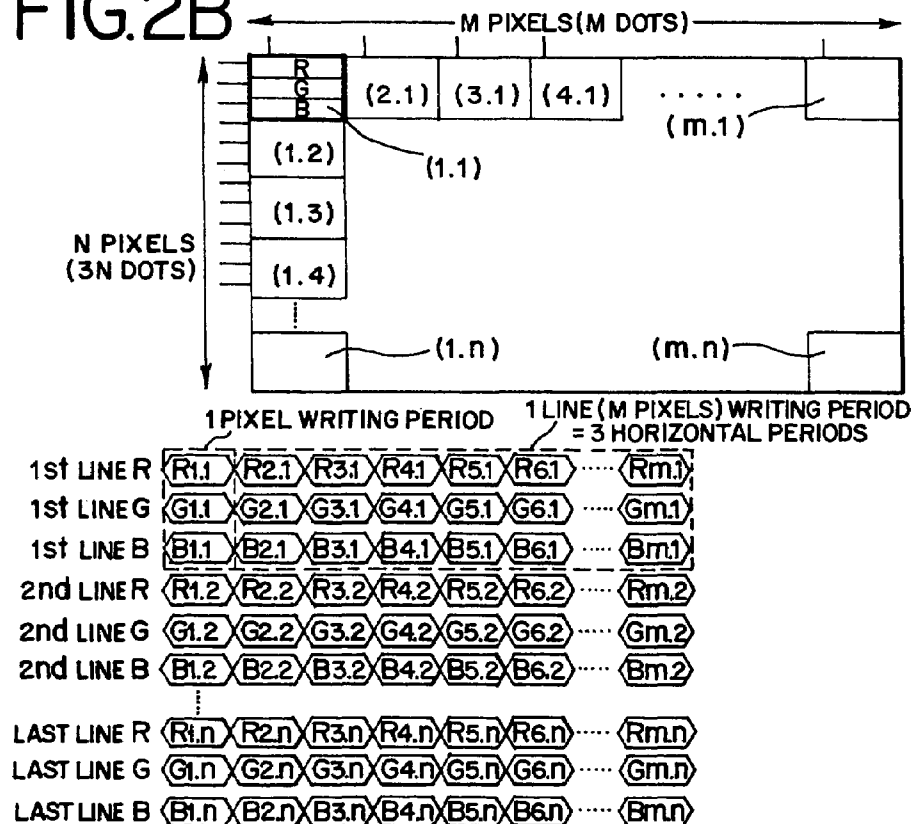 FIG.2B
M PIXELS(M DOTS)
R
G
B
(2.1) (3.1) (4.1) ..... (m.1)
(1.2) (1.1)
(1.3)
N PIXELS
(3N DOTS)
(1.4)
(1.n) (m.n)
1 PIXEL WRITING PERIOD
1 LINE(M PIXELS) WRITING PERIOD
= 3 HORIZONTAL PERIODS
1st LINE R R1.1 R2.1 R3.1 R4.1 R5.1 R6.1 ..... Rm.1
1st LINE G G1.1 G2.1 G3.1 G4.1 G5.1 G6.1 ..... Gm.1
1st LINE B B1.1 B2.1 B3.1 B4.1 B5.1 B6.1 ..... Bm.1
2nd LINE R R1.2 R2.2 R3.2 R4.2 R5.2 R6.2 ..... Rm.2
2nd LINE G G1.2 G2.2 G3.2 G4.2 G5.2 G6.2 ..... Gm.2
2nd LINE B B1.2 B2.2 B3.2 B4.2 B5.2 B6.2 ..... Bm.2
LAST LINE R R1.n R2.n R3.n R4.n R5.n R6.n ..... Rm.n
LAST LINE G G1.n G2.n G3.n G4.n G5.n G6.n ..... Gm.n
LAST LINE B B1.n B2.n B3.n B4.n B5.n B6.n ..... Bm.n